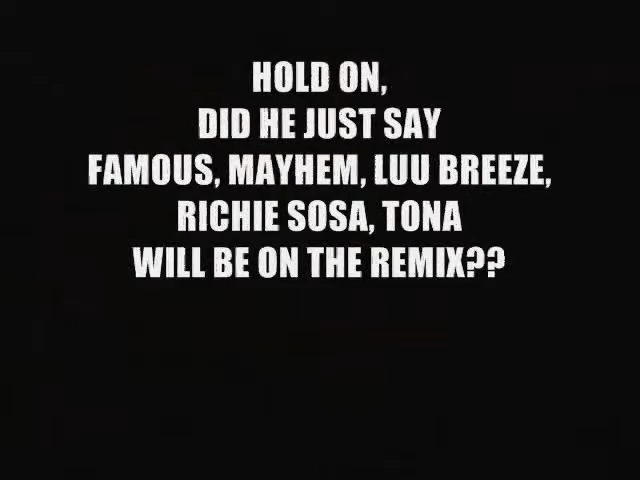 HOLD ON,
DID HE JUST SAY
FAMOUS, MAYHEM, LUU BREEZE,
RICHIE SOSA, TONA
WILL BE ON THE REMIX??